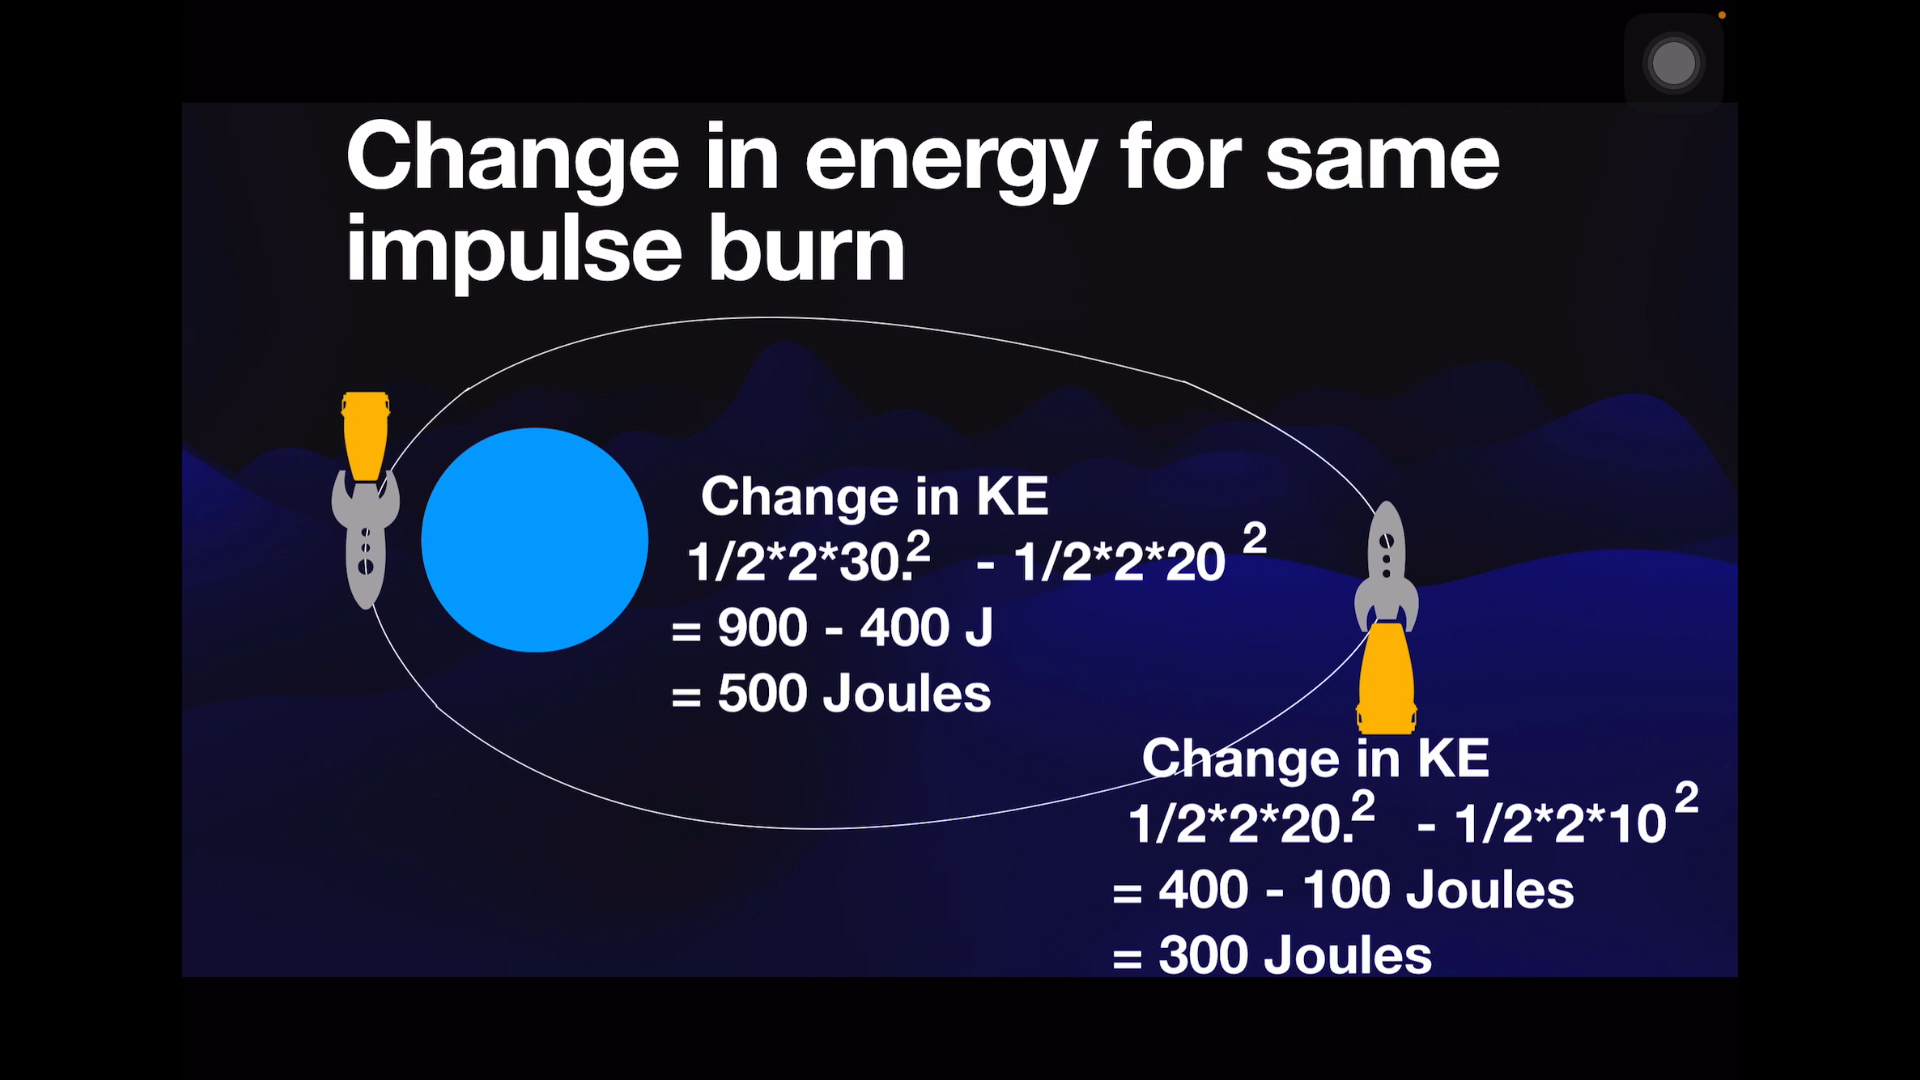 Change in energy for same
impulse burn
Change in KE
1/2*2*30.² - 1/2*2*20 ²
= 900 - 400 J
= 500 Joules
Change in KE
1/2*2*20.² - 1/2*2*10 ²
= 400 - 100 Joules
= 300 Joules